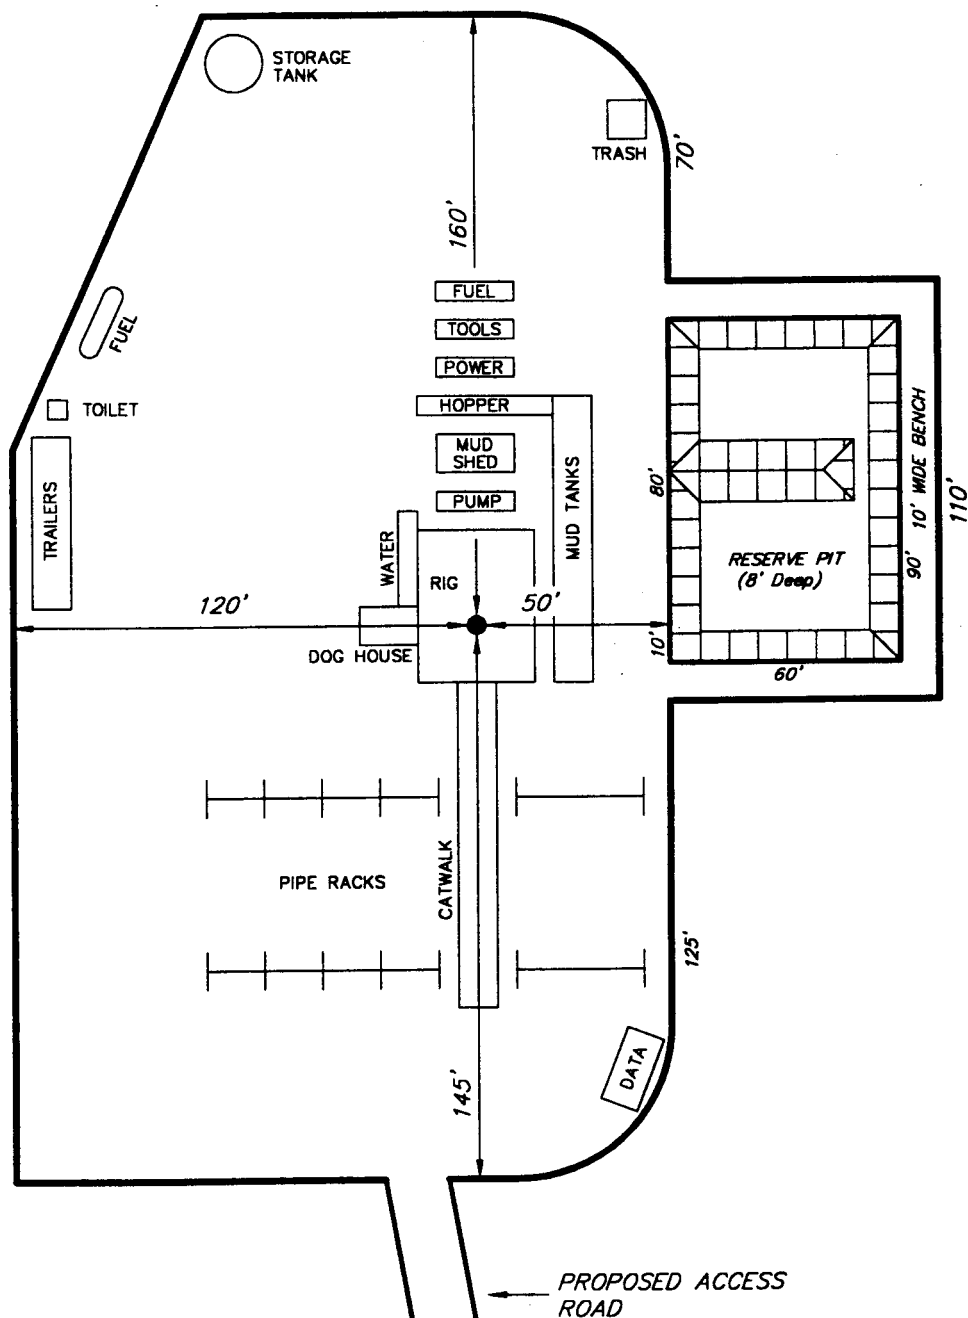 STORAGE
TANK
TRASH
70'
160'
FUEL
FUEL
TOOLS
POWER
TOILET
HOPPER
MUD
SHED
PUMP
MUD TANKS
TRAILERS
WATER
RIG
80'
10' WIDE BENCH
110'
90'
RESERVE PIT
(8' Deep)
120'
50'
10'
DOG HOUSE
60'
PIPE RACKS
CATWALK
125'
DATA
145'
PROPOSED ACCESS
ROAD